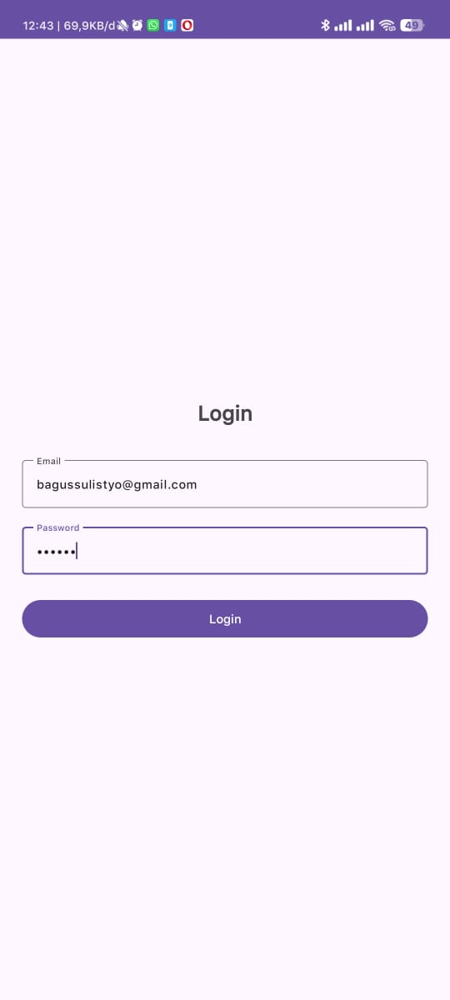 12:43 | 69,9KB/d 49
Login
Email
bagussulistyo@gmail.com
Password
••••••
Login